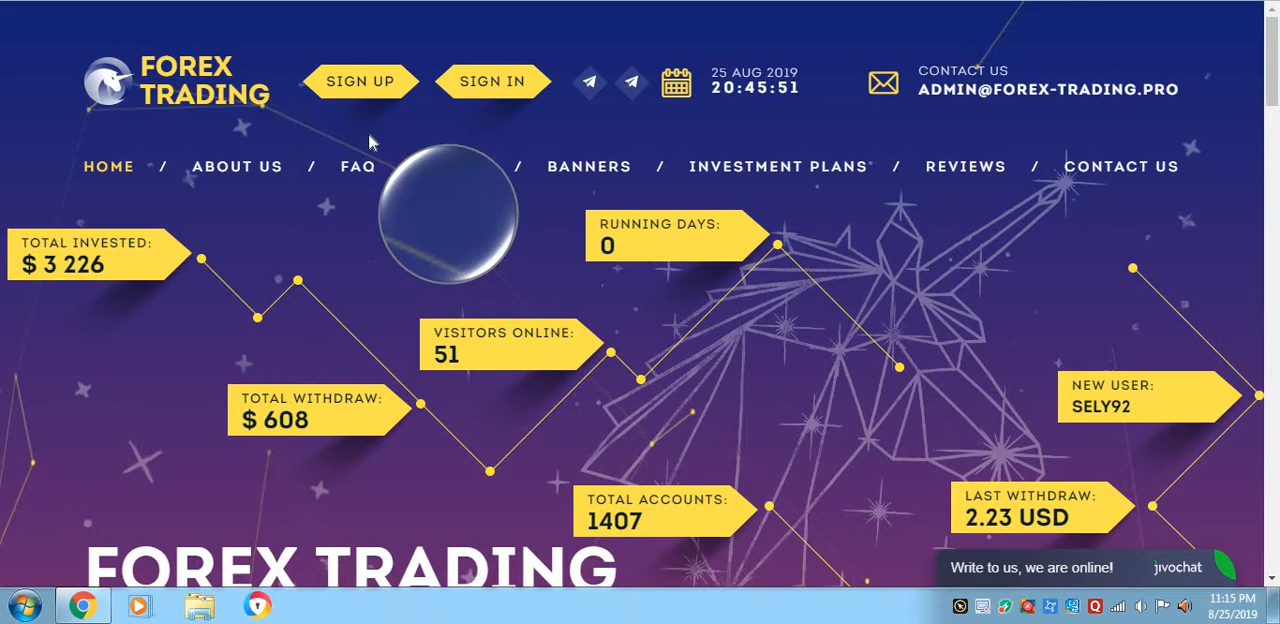 FOREX
TRADING
SIGN UP
SIGN IN
25 AUG 2019
20:45:51
CONTACT US
ADMIN@FOREX-TRADING.PRO
HOME / ABOUT US / FAQ / BANNERS / INVESTMENT PLANS / REVIEWS / CONTACT US
TOTAL INVESTED:
$ 3 226
RUNNING DAYS:
0
VISITORS ONLINE:
51
TOTAL WITHDRAW:
$ 608
NEW USER:
SELY92
TOTAL ACCOUNTS:
1407
LAST WITHDRAW:
2.23 USD
FOREX TRADING
Write to us, we are online! jivochat
11:15 PM
8/25/2019